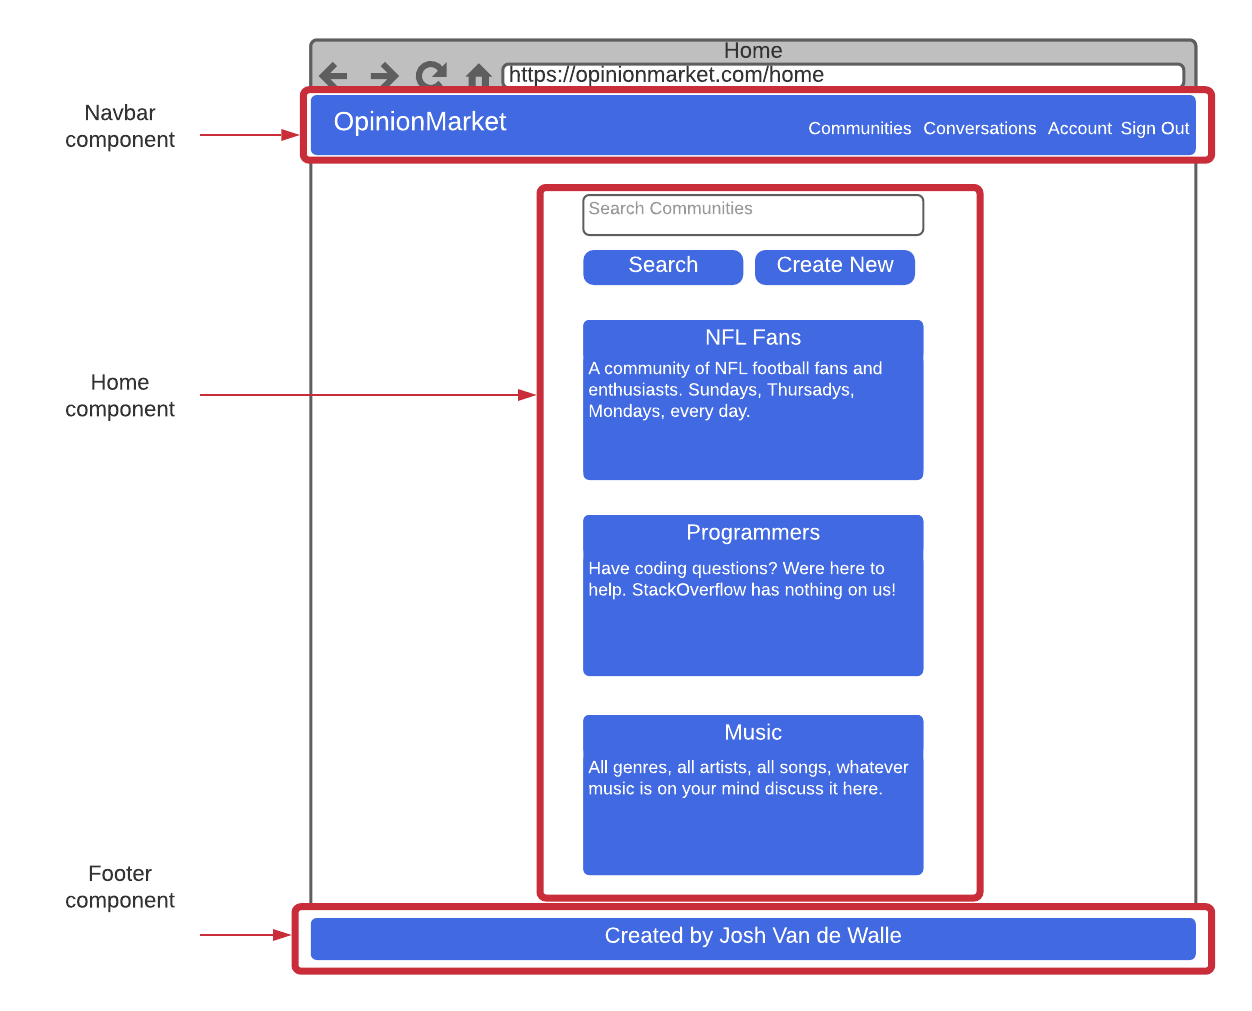 Home
https://opinionmarket.com/home
Navbar
component
OpinionMarket
Communities Conversations Account Sign Out
Search Communities
Search Create New
Home
component
NFL Fans
A community of NFL football fans and
enthusiasts. Sundays, Thursadys,
Mondays, every day.
Programmers
Have coding questions? Were here to
help. StackOverflow has nothing on us!
Music
All genres, all artists, all songs, whatever
music is on your mind discuss it here.
Footer
component
Created by Josh Van de Walle